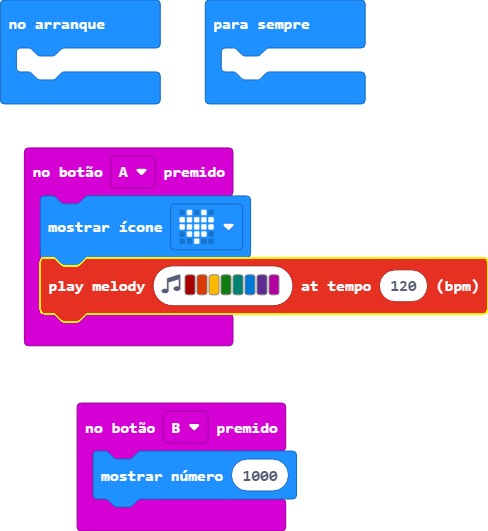 no arranque
para sempre
no botão A premido
mostrar ícone
play melody at tempo 120 (bpm)
no botão B premido
mostrar número 1000